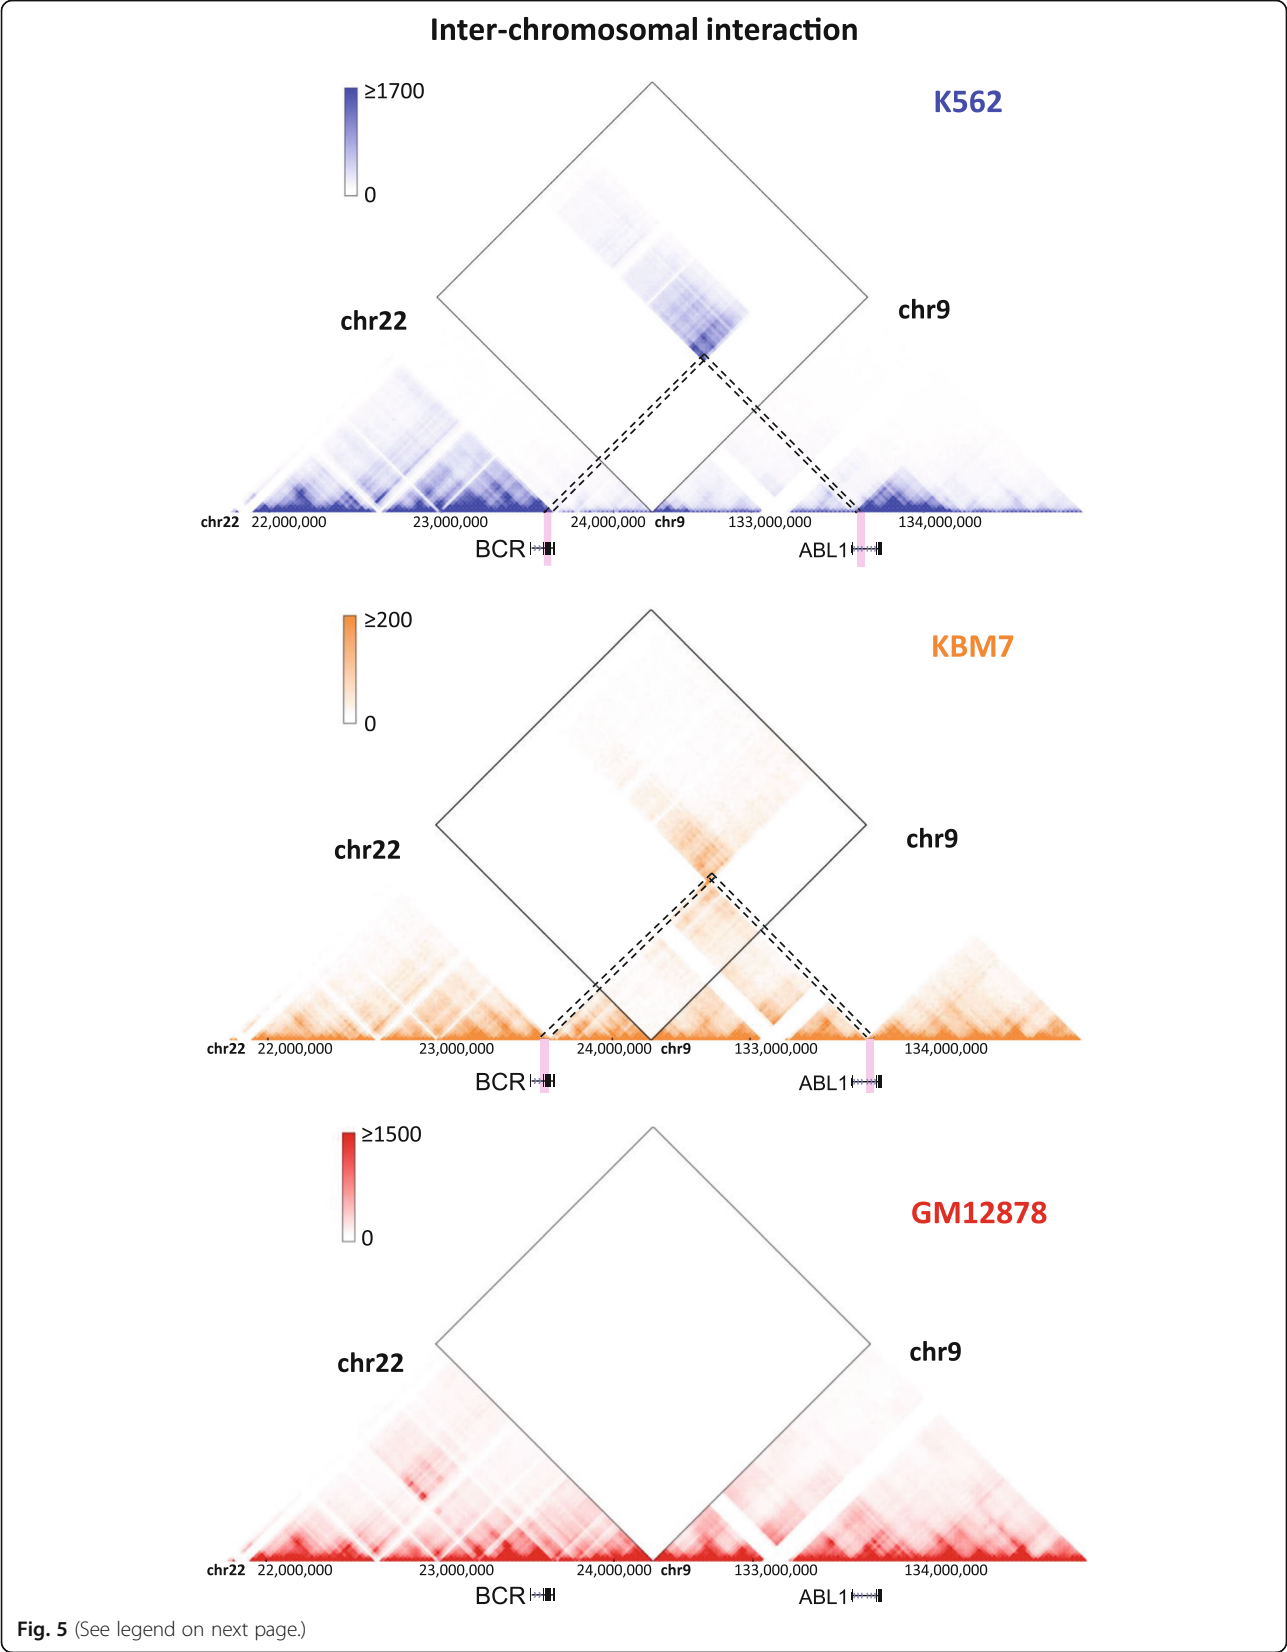 Inter-chromosomal interaction
≥1700
0
K562
chr22
chr9
chr22 22,000,000 23,000,000 24,000,000 chr9 133,000,000 134,000,000
BCR ABL1
≥200
0
KBM7
chr22
chr9
chr22 22,000,000 23,000,000 24,000,000 chr9 133,000,000 134,000,000
BCR ABL1
≥1500
0
GM12878
chr22
chr9
chr22 22,000,000 23,000,000 24,000,000 chr9 133,000,000 134,000,000
BCR ABL1
Fig. 5 (See legend on next page.)